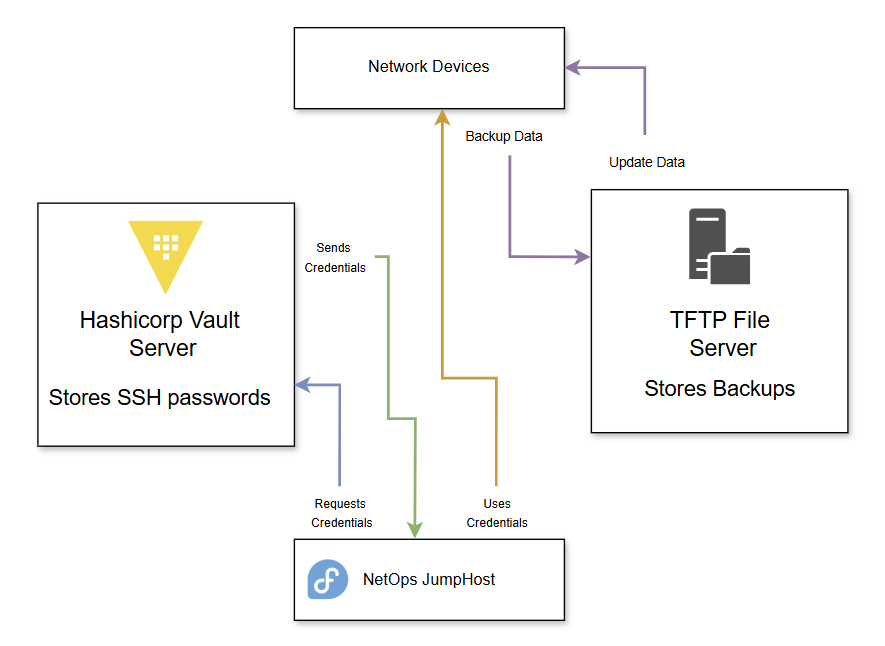 Network Devices
Backup Data
Update Data
Sends
Credentials
Hashicorp Vault
Server
Stores SSH passwords
TFTP File
Server
Stores Backups
Requests
Credentials
Uses
Credentials
NetOps JumpHost